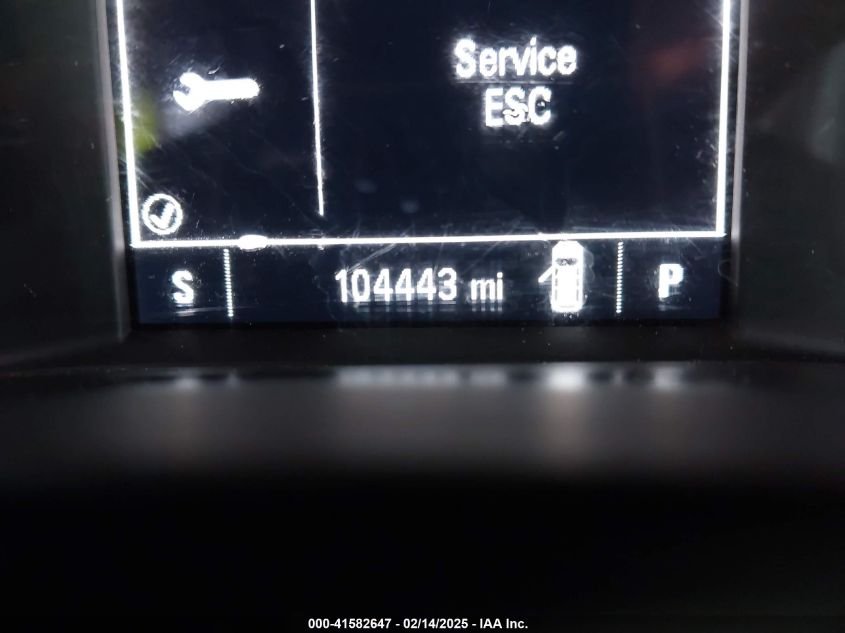 Service
ESC
S 104443 mi P
000-41582647 - 02/14/2025 - IAA Inc.